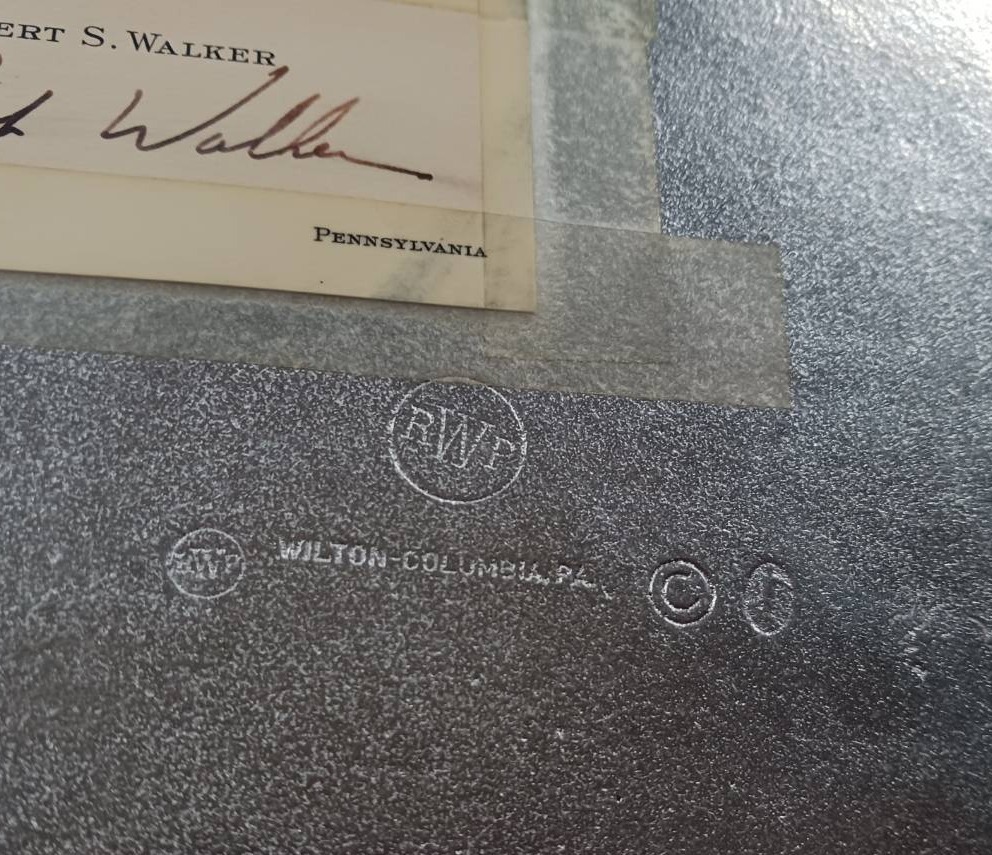 ERT S. WALKER
Walker
PENNSYLVANIA
RWP
RWP WILTON-COLUMBIA, PA. ©